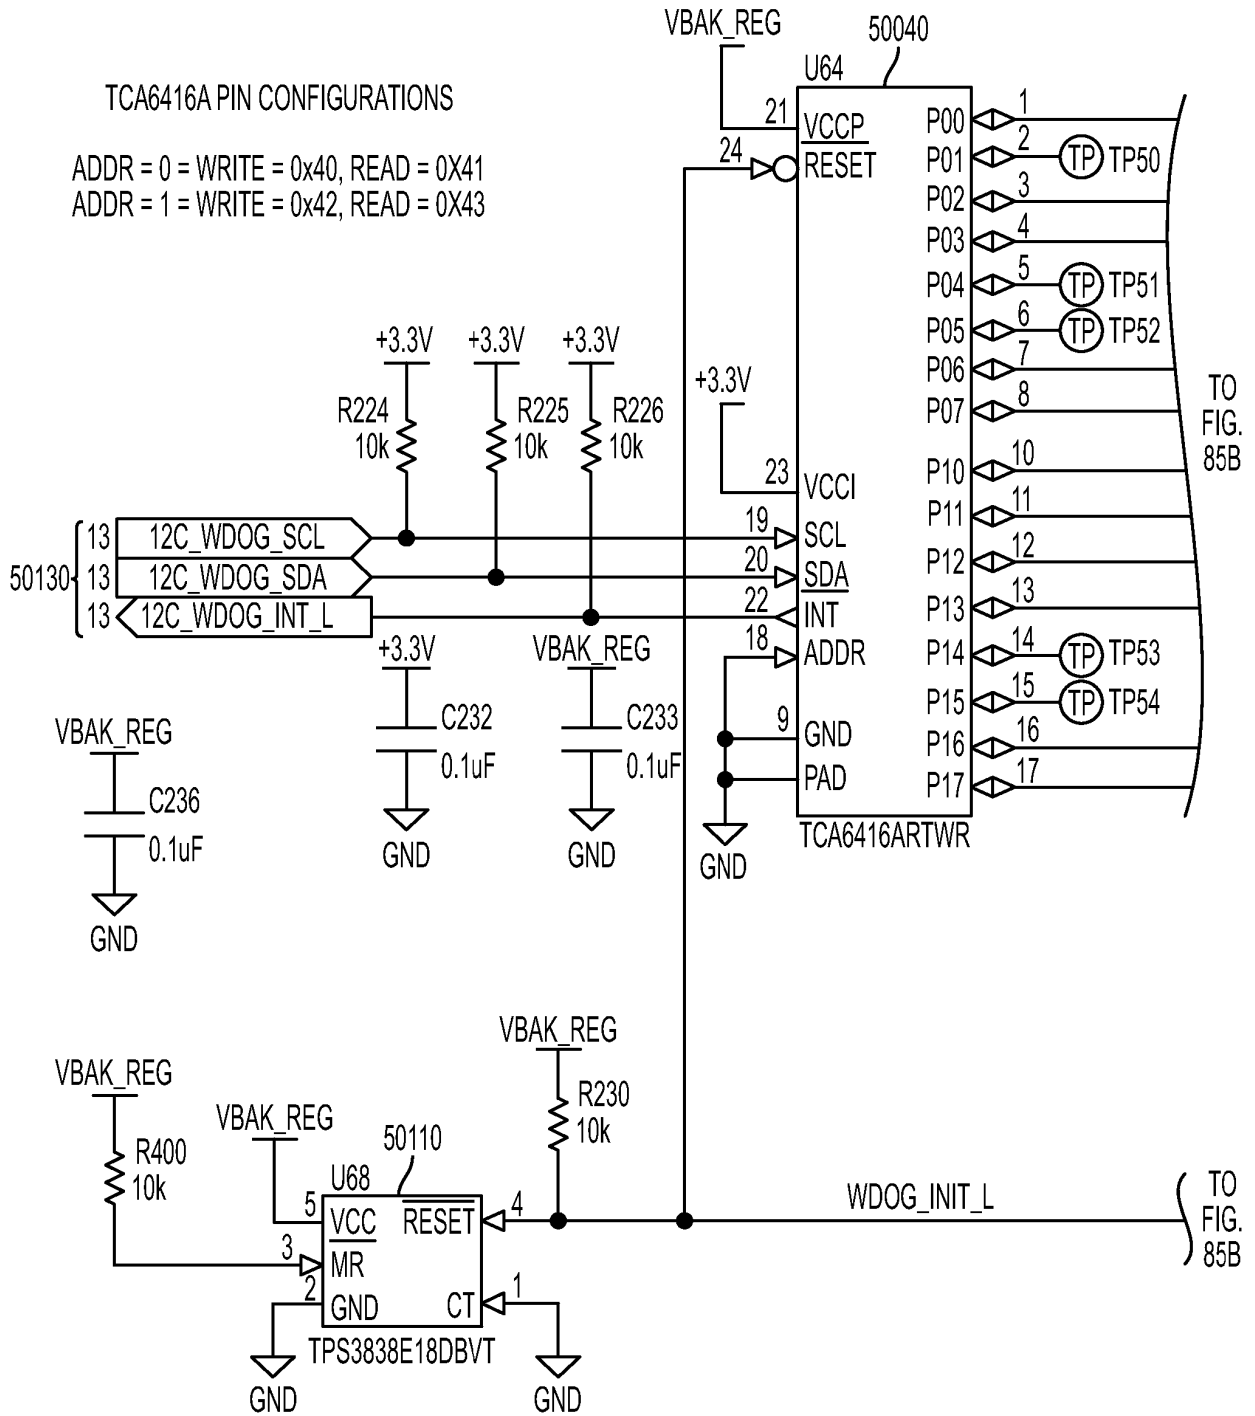 VBAK_REG
50040
U64
TCA6416A PIN CONFIGURATIONS
ADDR = 0 = WRITE = 0x40, READ = 0X41
ADDR = 1 = WRITE = 0x42, READ = 0X43
21 VCCP
24 RESET
P00 1
P01 2 TP TP50
P02 3
P03 4
P04 5 TP TP51
P05 6 TP TP52
P06 7
P07 8
P10 10
P11 11
P12 12
P13 13
P14 14 TP TP53
P15 15 TP TP54
P16 16
P17 17
TO
FIG.
85B
+3.3V +3.3V +3.3V
+3.3V
R224
10k
R225
10k
R226
10k
23 VCCI
50130
13 12C_WDOG_SCL
13 12C_WDOG_SDA
13 12C_WDOG_INT_L
19 SCL
20 SDA
22 INT
18 ADDR
9 GND
PAD
TCA6416ARTWR
GND
+3.3V
C232
0.1uF
GND
VBAK_REG
C233
0.1uF
GND
VBAK_REG
C236
0.1uF
GND
VBAK_REG
R400
10k
VBAK_REG
50110
U68
VBAK_REG
R230
10k
5 VCC
3 MR
2 GND
RESET 4
CT 1
TPS3838E18DBVT
GND
GND
WDOG_INIT_L
TO
FIG.
85B